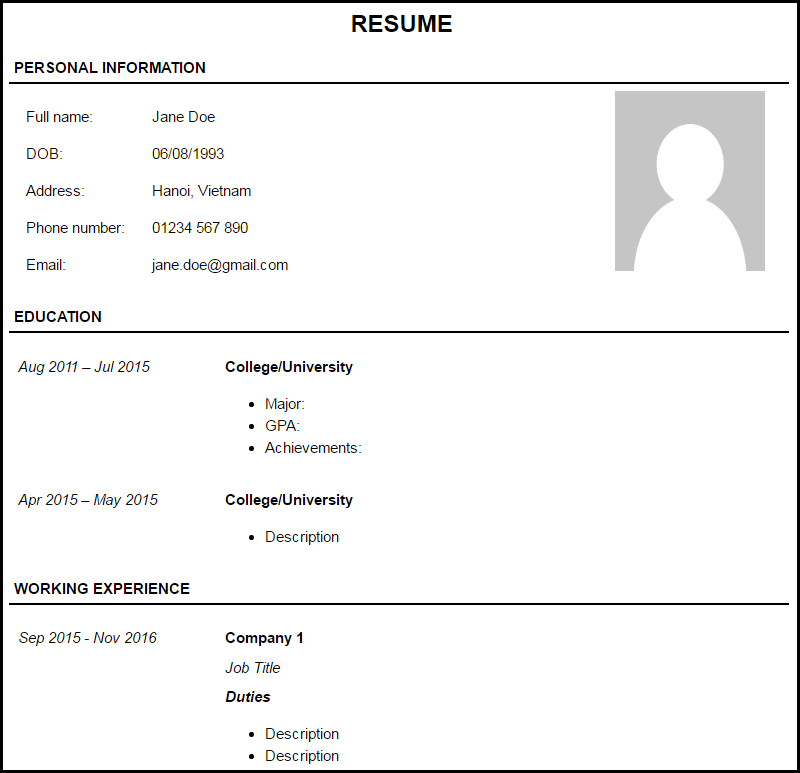 RESUME
PERSONAL INFORMATION
Full name: Jane Doe
DOB: 06/08/1993
Address: Hanoi, Vietnam
Phone number: 01234 567 890
Email: jane.doe@gmail.com
EDUCATION
Aug 2011 – Jul 2015 College/University
• Major:
• GPA:
• Achievements:
Apr 2015 – May 2015 College/University
• Description
WORKING EXPERIENCE
Sep 2015 - Nov 2016 Company 1
Job Title
Duties
• Description
• Description